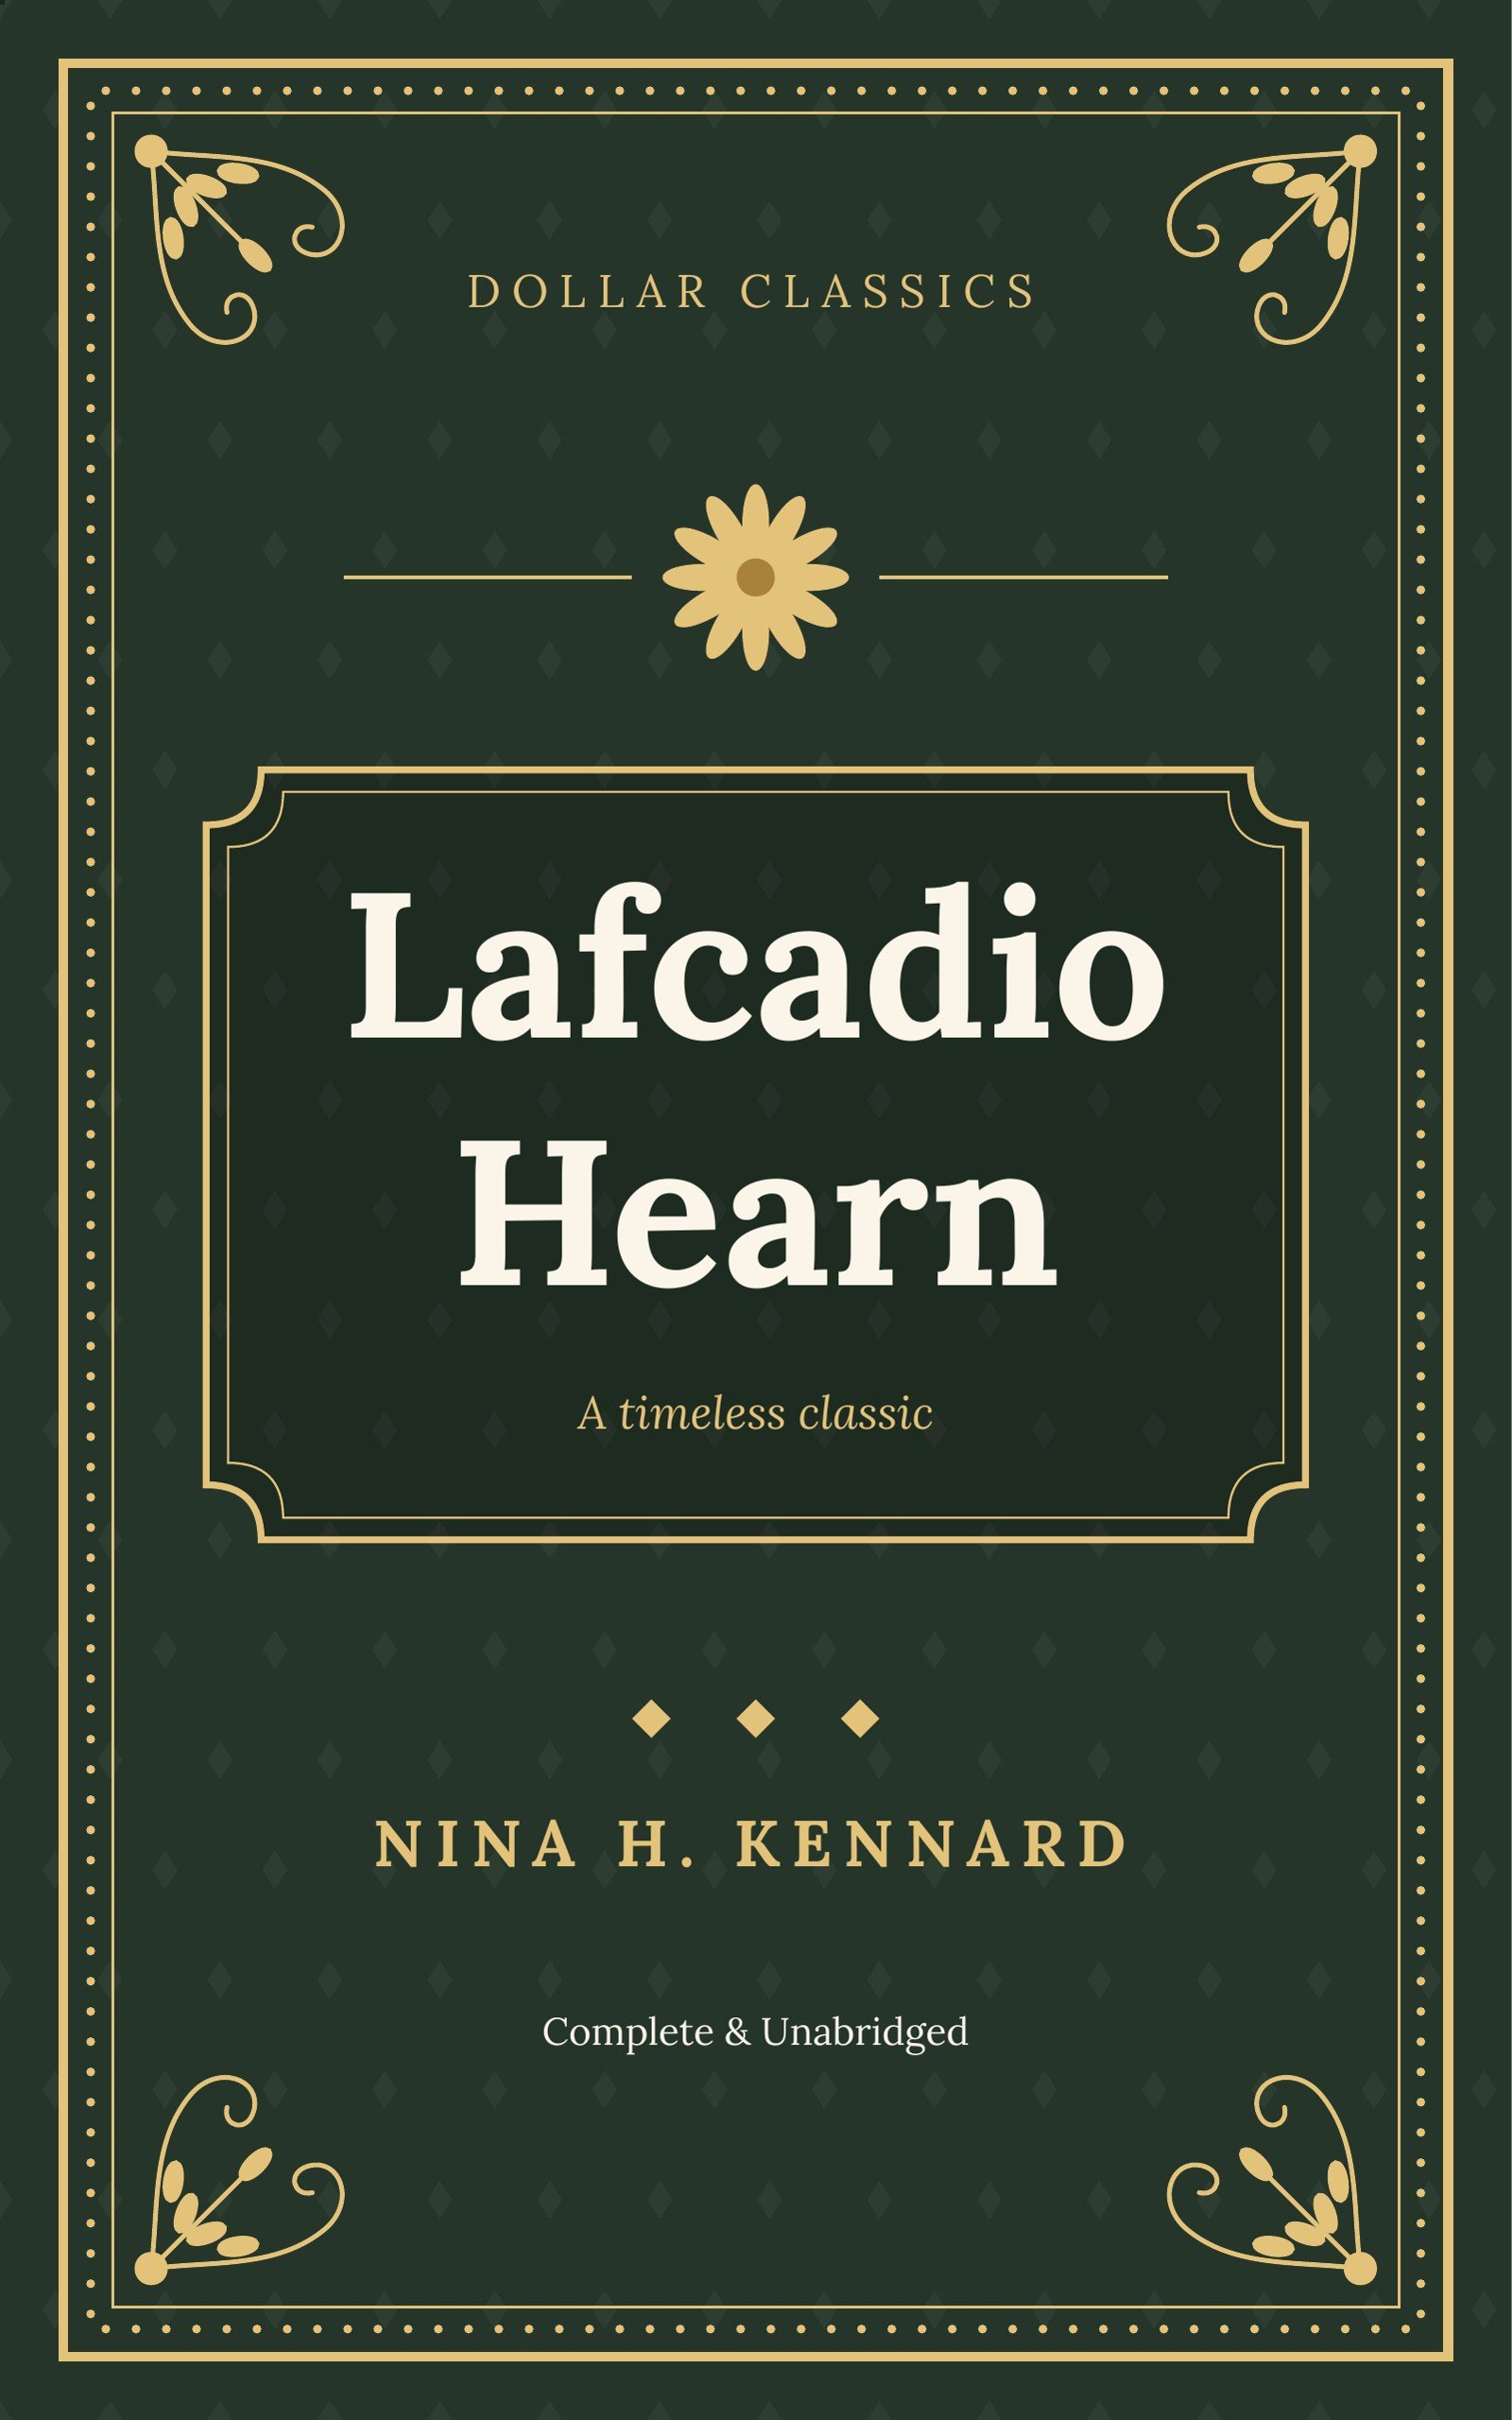 DOLLAR CLASSICS
Lafcadio
Hearn
A timeless classic
NINA H. KENNARD
Complete & Unabridged